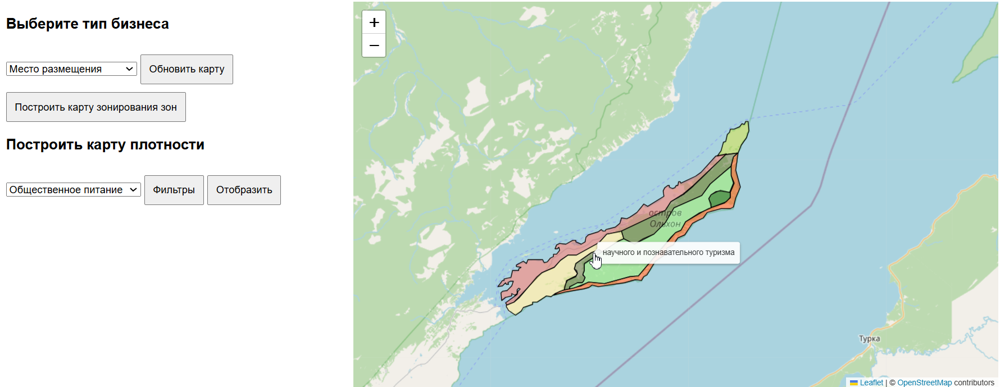 Выберите тип бизнеса
Место размещения
Обновить карту
Построить карту зонирования зон
Построить карту плотности
Общественное питание
Фильтры
Отобразить
+
−
остров
Ольхон
научного и познавательного туризма
Турка
Leaflet | © OpenStreetMap contributors